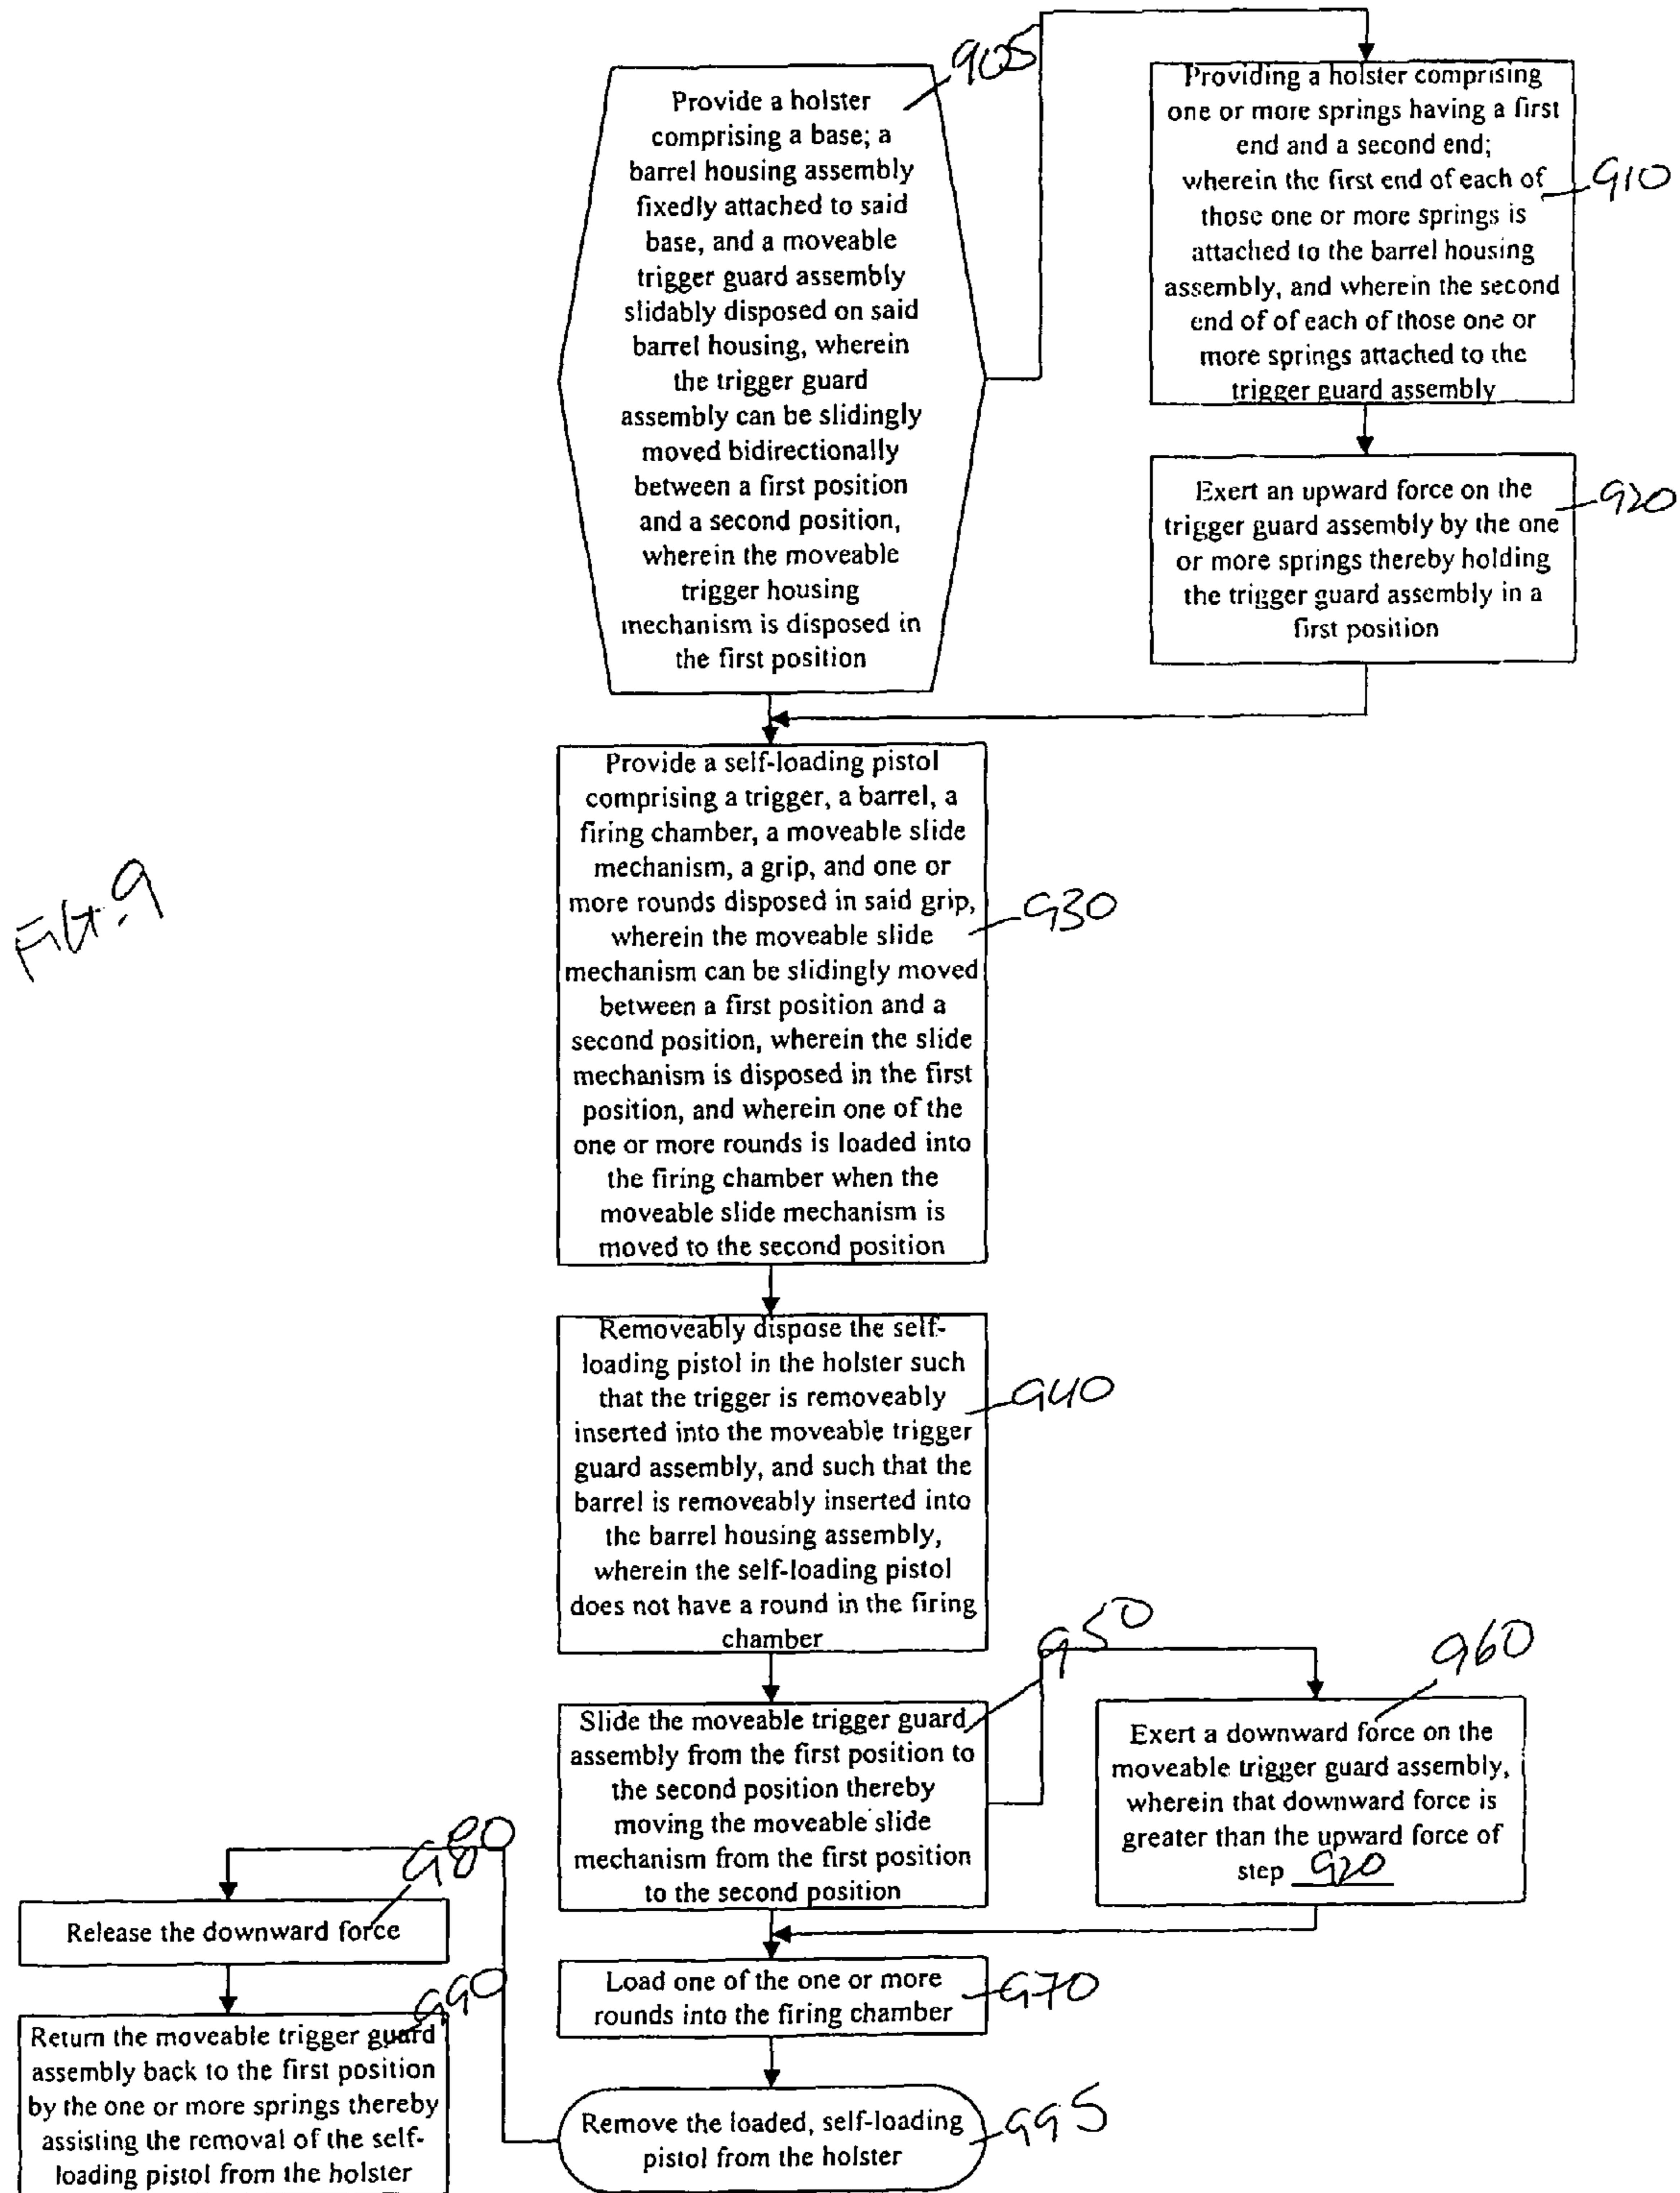 905
Provide a holster
comprising a base; a
barrel housing assembly
fixedly attached to said
base, and a moveable
trigger guard assembly
slidably disposed on said
barrel housing, wherein
the trigger guard
assembly can be slidingly
moved bidirectionally
between a first position
and a second position,
wherein the moveable
trigger housing
mechanism is disposed in
the first position
Providing a holster comprising
one or more springs having a first
end and a second end;
wherein the first end of each of
those one or more springs is
attached to the barrel housing
assembly, and wherein the second
end of of each of those one or
more springs attached to the
trigger guard assembly
910
Exert an upward force on the
trigger guard assembly by the one
or more springs thereby holding
the trigger guard assembly in a
first position
920
FIG. 9
Provide a self-loading pistol
comprising a trigger, a barrel, a
firing chamber, a moveable slide
mechanism, a grip, and one or
more rounds disposed in said grip,
wherein the moveable slide
mechanism can be slidingly moved
between a first position and a
second position, wherein the slide
mechanism is disposed in the first
position, and wherein one of the
one or more rounds is loaded into
the firing chamber when the
moveable slide mechanism is
moved to the second position
930
Removeably dispose the self-
loading pistol in the holster such
that the trigger is removeably
inserted into the moveable trigger
guard assembly, and such that the
barrel is removeably inserted into
the barrel housing assembly,
wherein the self-loading pistol
does not have a round in the firing
chamber
940
950
Slide the moveable trigger guard
assembly from the first position to
the second position thereby
moving the moveable slide
mechanism from the first position
to the second position
960
Exert a downward force on the
moveable trigger guard assembly,
wherein that downward force is
greater than the upward force of
step 920
980
Release the downward force
Load one of the one or more
rounds into the firing chamber
970
990
Return the moveable trigger guard
assembly back to the first position
by the one or more springs thereby
assisting the removal of the self-
loading pistol from the holster
Remove the loaded, self-loading
pistol from the holster
995